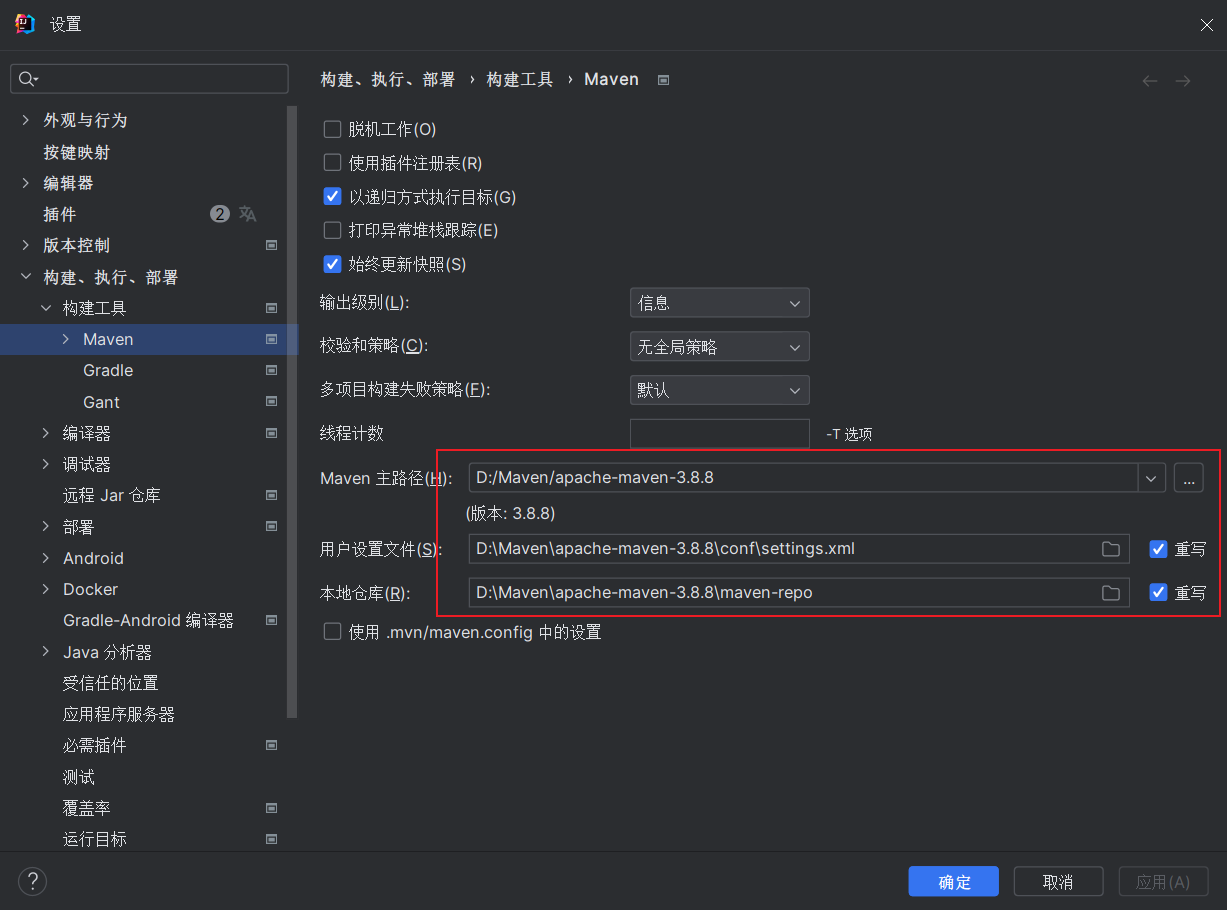 设置
外观与行为
按键映射
编辑器
插件 2
版本控制
构建、执行、部署
构建工具
Maven
Gradle
Gant
编译器
调试器
远程 Jar 仓库
部署
Android
Docker
Gradle-Android 编译器
Java 分析器
受信任的位置
应用程序服务器
必需插件
测试
覆盖率
运行目标
构建、执行、部署 › 构建工具 › Maven
脱机工作(O)
使用插件注册表(R)
以递归方式执行目标(G)
打印异常堆栈跟踪(E)
始终更新快照(S)
输出级别(L): 信息
校验和策略(C): 无全局策略
多项目构建失败策略(F): 默认
线程计数 -T 选项
Maven 主路径(H): D:/Maven/apache-maven-3.8.8 ...
(版本: 3.8.8)
用户设置文件(S): D:\Maven\apache-maven-3.8.8\conf\settings.xml 重写
本地仓库(R): D:\Maven\apache-maven-3.8.8\maven-repo 重写
使用 .mvn/maven.config 中的设置
? 确定 取消 应用(A)